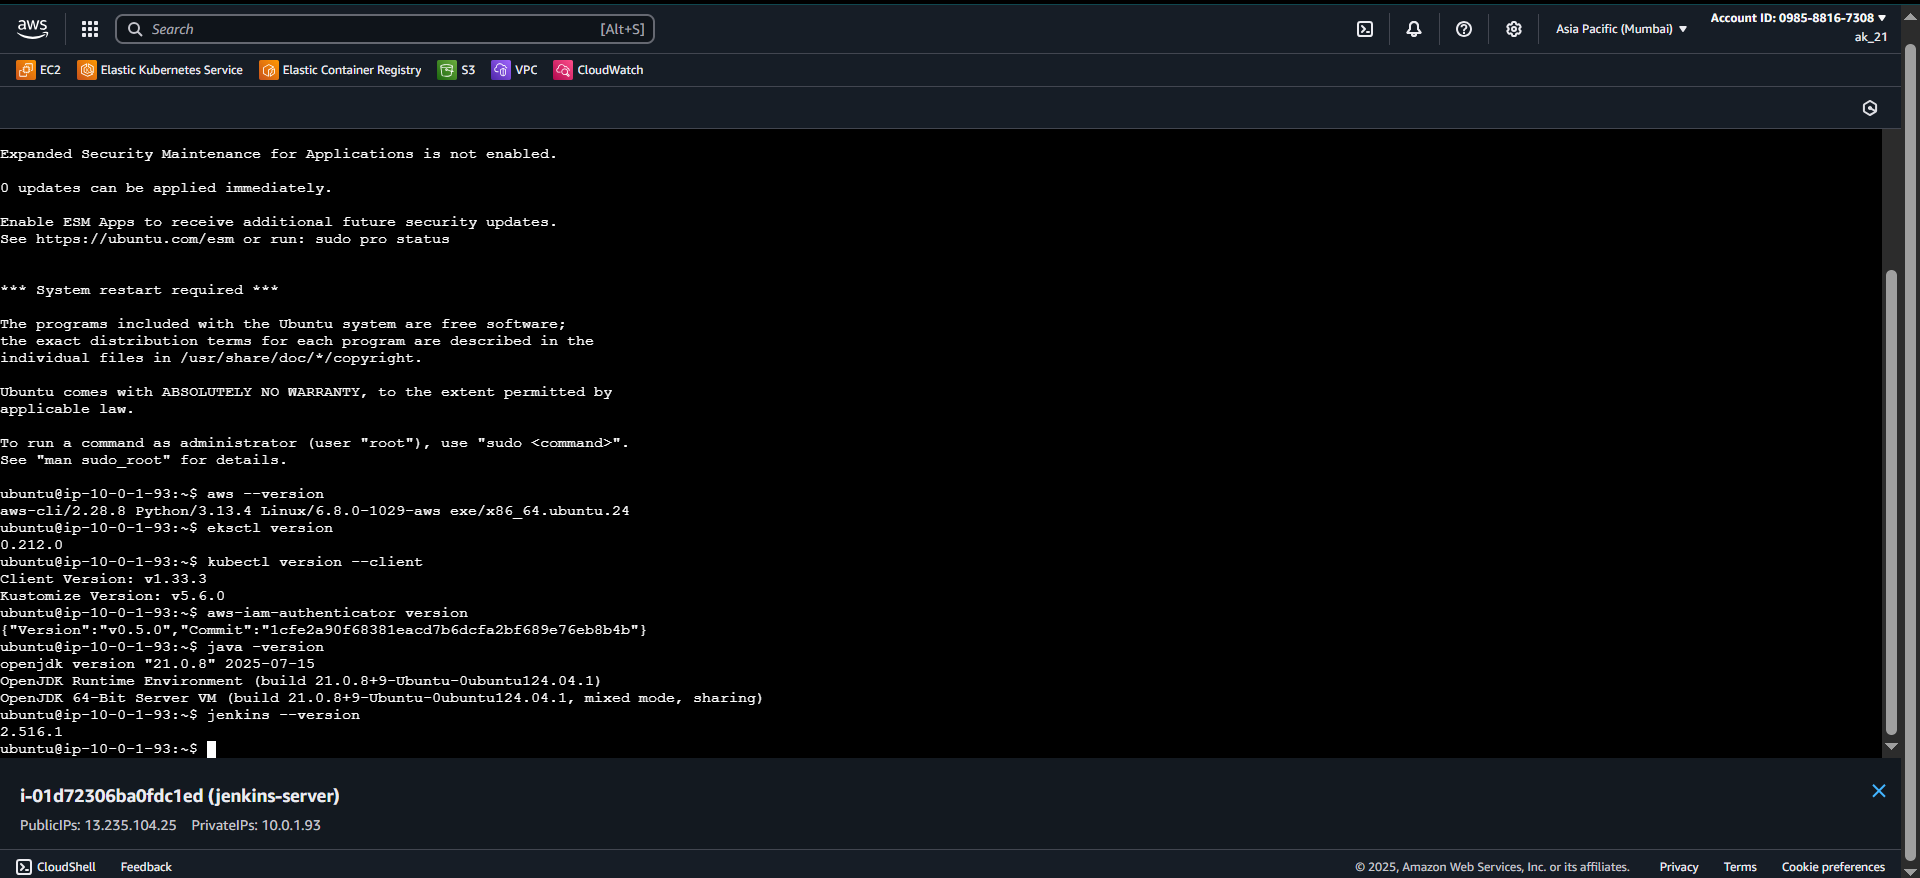 aws
Search [Alt+S]
Asia Pacific (Mumbai)
Account ID: 0985-8816-7308
ak_21
EC2 Elastic Kubernetes Service Elastic Container Registry S3 VPC CloudWatch
Expanded Security Maintenance for Applications is not enabled.
0 updates can be applied immediately.
Enable ESM Apps to receive additional future security updates.
See https://ubuntu.com/esm or run: sudo pro status
*** System restart required ***
The programs included with the Ubuntu system are free software;
the exact distribution terms for each program are described in the
individual files in /usr/share/doc/*/copyright.
Ubuntu comes with ABSOLUTELY NO WARRANTY, to the extent permitted by
applicable law.
To run a command as administrator (user "root"), use "sudo <command>".
See "man sudo_root" for details.
ubuntu@ip-10-0-1-93:~$ aws --version
aws-cli/2.28.8 Python/3.13.4 Linux/6.8.0-1029-aws exe/x86_64.ubuntu.24
ubuntu@ip-10-0-1-93:~$ eksctl version
0.212.0
ubuntu@ip-10-0-1-93:~$ kubectl version --client
Client Version: v1.33.3
Kustomize Version: v5.6.0
ubuntu@ip-10-0-1-93:~$ aws-iam-authenticator version
{"Version":"v0.5.0","Commit":"1cfe2a90f68381eacd7b6dcfa2bf689e76eb8b4b"}
ubuntu@ip-10-0-1-93:~$ java -version
openjdk version "21.0.8" 2025-07-15
OpenJDK Runtime Environment (build 21.0.8+9-Ubuntu-0ubuntu124.04.1)
OpenJDK 64-Bit Server VM (build 21.0.8+9-Ubuntu-0ubuntu124.04.1, mixed mode, sharing)
ubuntu@ip-10-0-1-93:~$ jenkins --version
2.516.1
ubuntu@ip-10-0-1-93:~$
i-01d72306ba0fdc1ed (jenkins-server)
PublicIPs: 13.235.104.25 PrivateIPs: 10.0.1.93
CloudShell Feedback © 2025, Amazon Web Services, Inc. or its affiliates. Privacy Terms Cookie preferences